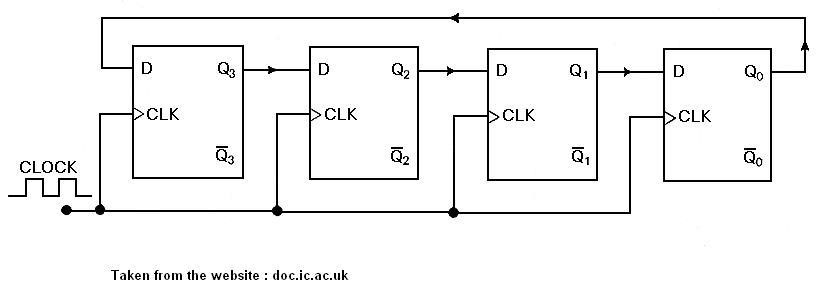 D Q3 D Q2 D Q1 D Q0
CLK CLK CLK CLK
Q̅3 Q̅2 Q̅1 Q̅0
CLOCK
Taken from the website : doc.ic.ac.uk